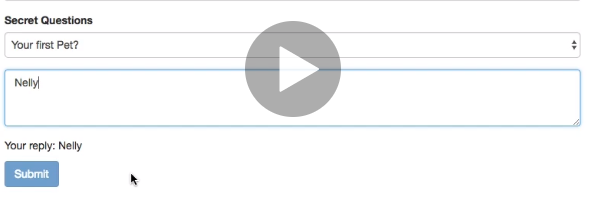 Secret Questions
Your first Pet?
Nelly
Your reply: Nelly
Submit